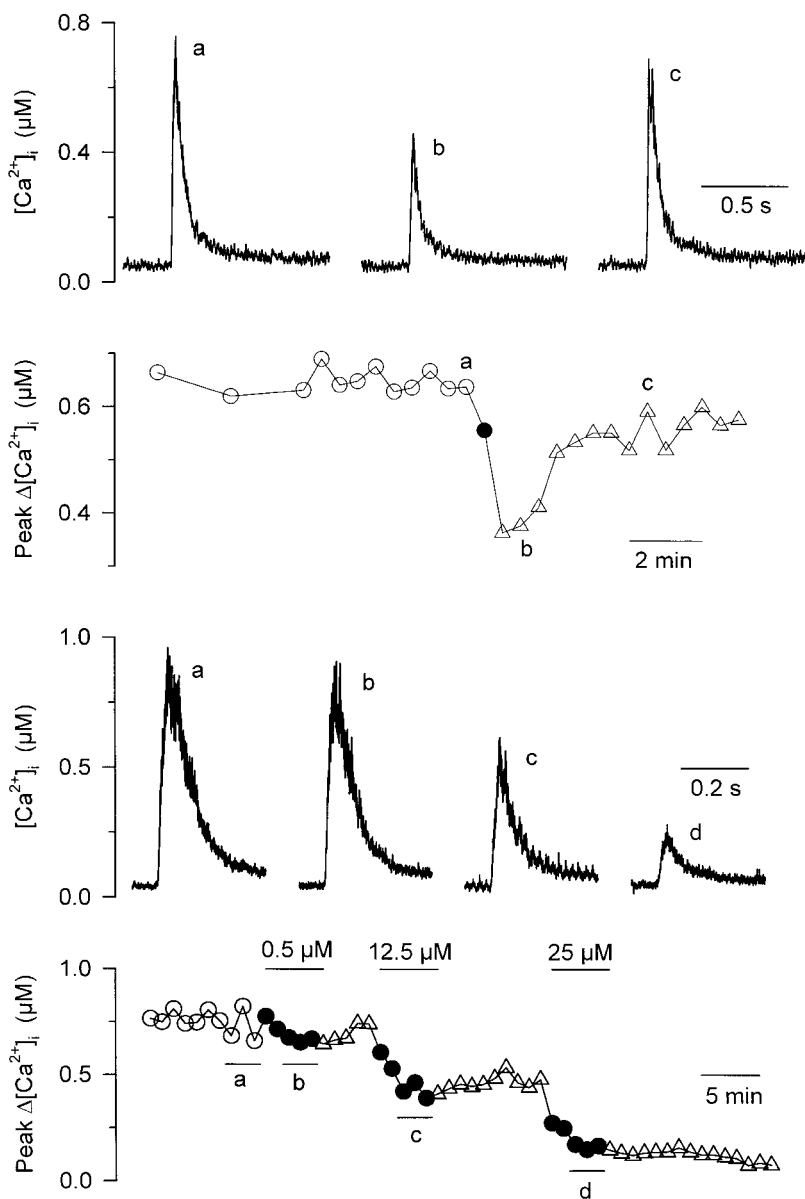 0.8
0.4
0.0
[Ca²⁺]ᵢ (µM)
a
b
c
0.5 s
0.6
0.4
Peak Δ[Ca²⁺]ᵢ (µM)
a
b
c
2 min
1.0
0.5
0.0
[Ca²⁺]ᵢ (µM)
a
b
c
d
0.2 s
0.5 µM 12.5 µM 25 µM
1.0
0.5
0.0
Peak Δ[Ca²⁺]ᵢ (µM)
a
b
c
d
5 min